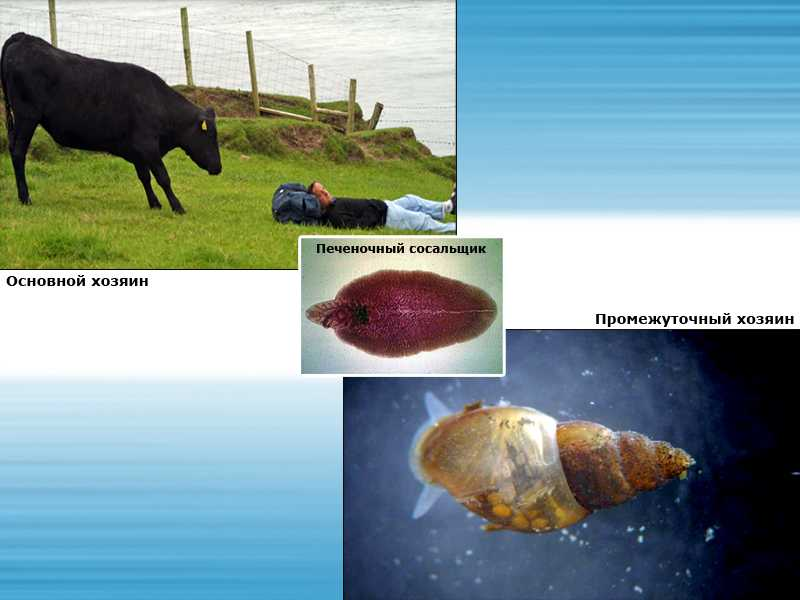 Печеночный сосальщик
Основной хозяин
Промежуточный хозяин